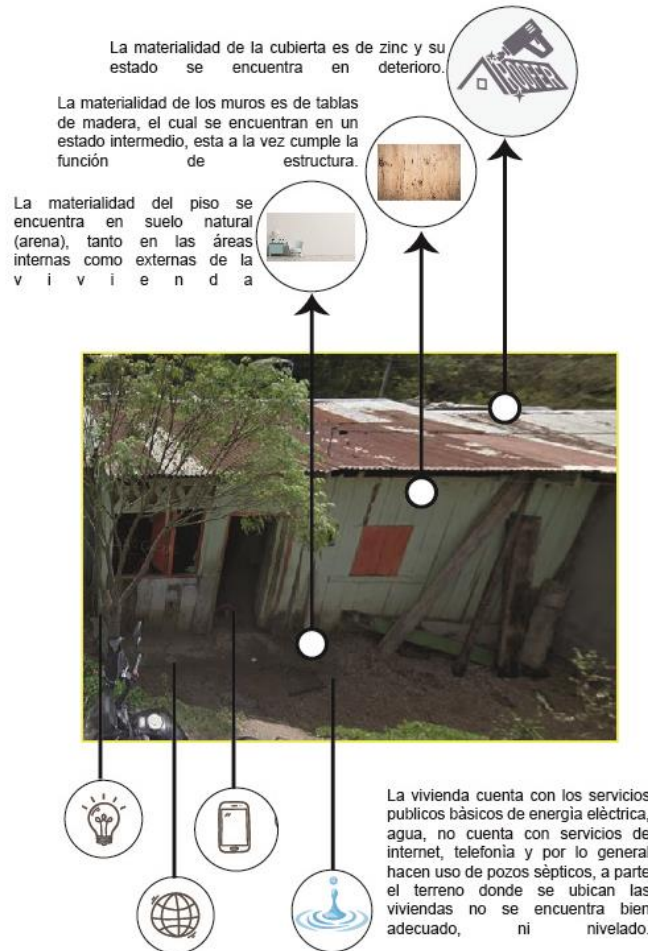 La materialidad de la cubierta es de zinc y su
estado se encuentra en deterioro.
ROOFER
La materialidad de los muros es de tablas
de madera, el cual se encuentran en un
estado intermedio, esta a la vez cumple la
función de estructura.
La materialidad del piso se
encuentra en suelo natural
(arena), tanto en las áreas
internas como externas de la
v i v i e n d a
La vivienda cuenta con los servicios
publicos bàsicos de energìa elèctrica,
agua, no cuenta con servicios de
internet, telefonìa y por lo general
hacen uso de pozos sèpticos, a parte
el terreno donde se ubican las
viviendas no se encuentra bien
adecuado, ni nivelado.